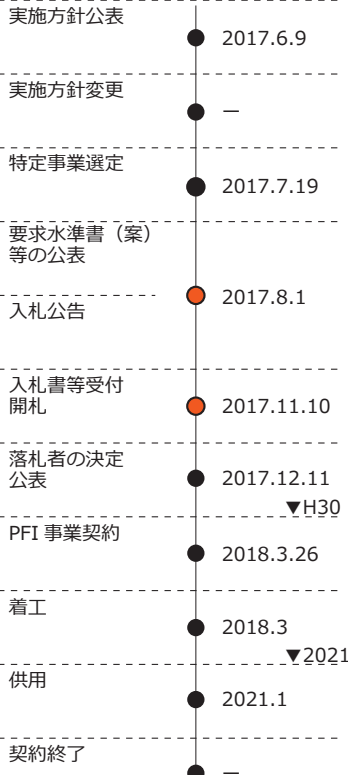 実施方針公表
2017.6.9
実施方針変更
ー
特定事業選定
2017.7.19
要求水準書（案）
等の公表
2017.8.1
入札公告
入札書等受付
開札
2017.11.10
落札者の決定
公表
2017.12.11
▼H30
PFI 事業契約
2018.3.26
着工
2018.3
▼2021
供用
2021.1
契約終了
ー